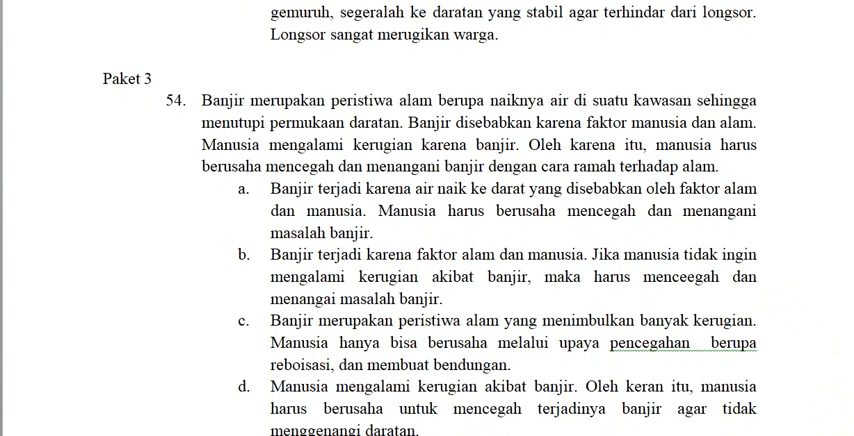 gemuruh, segeralah ke daratan yang stabil agar terhindar dari longsor.
Longsor sangat merugikan warga.
Paket 3
54. Banjir merupakan peristiwa alam berupa naiknya air di suatu kawasan sehingga
menutupi permukaan daratan. Banjir disebabkan karena faktor manusia dan alam.
Manusia mengalami kerugian karena banjir. Oleh karena itu, manusia harus
berusaha mencegah dan menangani banjir dengan cara ramah terhadap alam.
a. Banjir terjadi karena air naik ke darat yang disebabkan oleh faktor alam
dan manusia. Manusia harus berusaha mencegah dan menangani
masalah banjir.
b. Banjir terjadi karena faktor alam dan manusia. Jika manusia tidak ingin
mengalami kerugian akibat banjir, maka harus menceegah dan
menangai masalah banjir.
c. Banjir merupakan peristiwa alam yang menimbulkan banyak kerugian.
Manusia hanya bisa berusaha melalui upaya pencegahan berupa
reboisasi, dan membuat bendungan.
d. Manusia mengalami kerugian akibat banjir. Oleh keran itu, manusia
harus berusaha untuk mencegah terjadinya banjir agar tidak
menggenangi daratan.